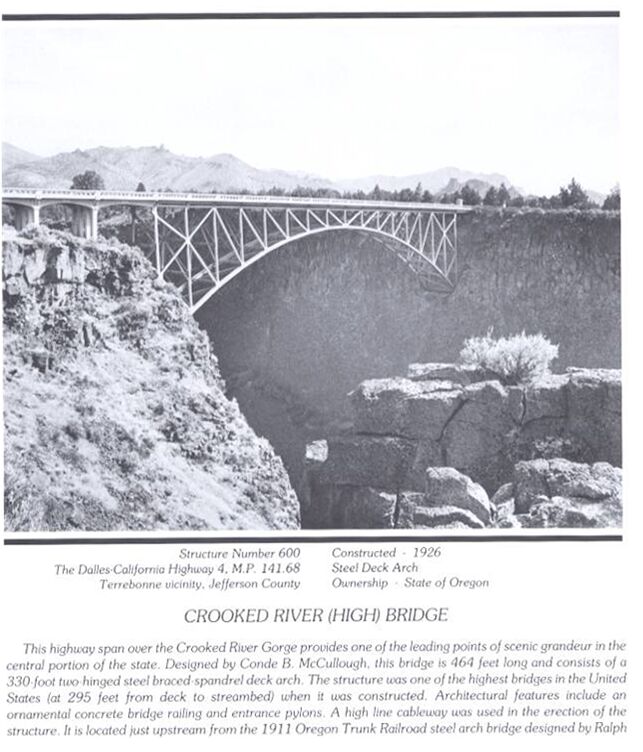 Structure Number 600
The Dalles-California Highway 4, M.P. 141.68
Terrebonne vicinity, Jefferson County
Constructed - 1926
Steel Deck Arch
Ownership - State of Oregon
CROOKED RIVER (HIGH) BRIDGE
This highway span over the Crooked River Gorge provides one of the leading points of scenic grandeur in the
central portion of the state. Designed by Conde B. McCullough, this bridge is 464 feet long and consists of a
330-foot two-hinged steel braced-spandrel deck arch. The structure was one of the highest bridges in the United
States (at 295 feet from deck to streambed) when it was constructed. Architectural features include an
ornamental concrete bridge railing and entrance pylons. A high line cableway was used in the erection of the
structure. It is located just upstream from the 1911 Oregon Trunk Railroad steel arch bridge designed by Ralph